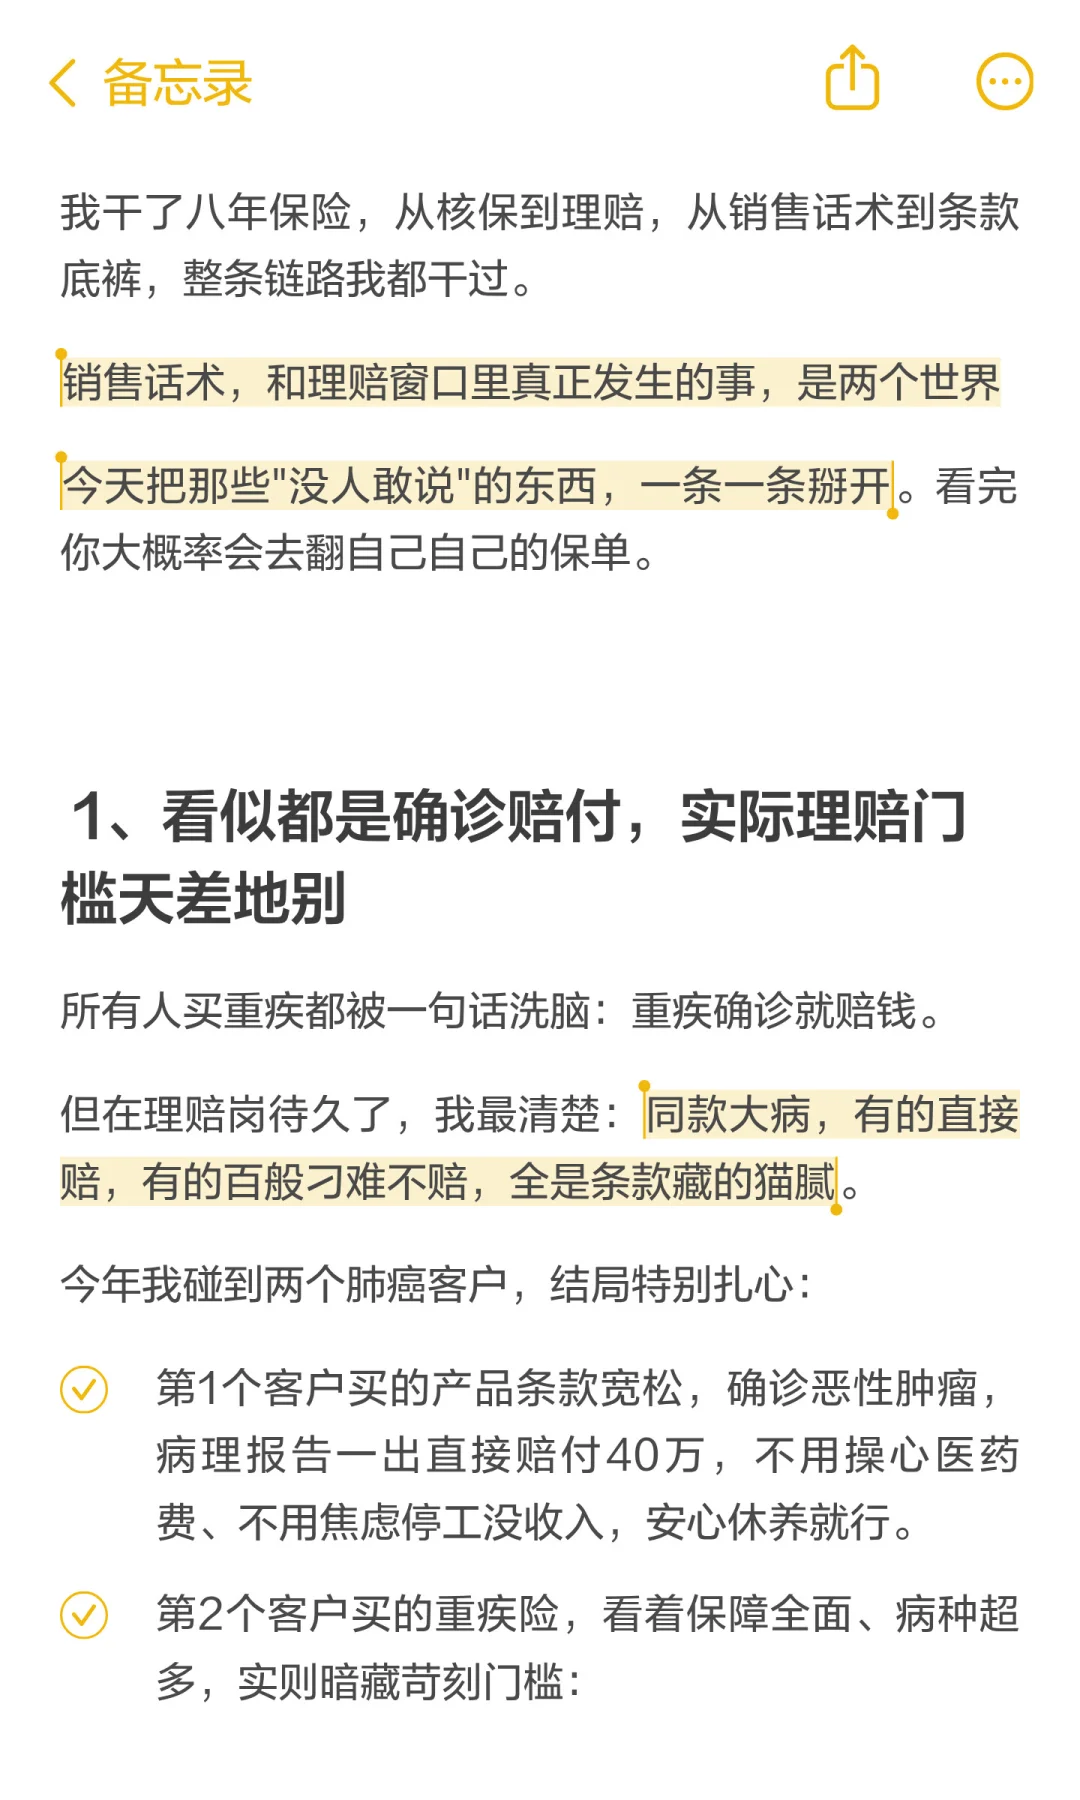 备忘录
我干了八年保险，从核保到理赔，从销售话术到条款
底裤，整条链路我都干过。
销售话术，和理赔窗口里真正发生的事，是两个世界
今天把那些"没人敢说"的东西，一条一条掰开。看完
你大概率会去翻自己自己的保单。
1、看似都是确诊赔付，实际理赔门
槛天差地别
所有人买重疾都被一句话洗脑：重疾确诊就赔钱。
但在理赔岗待久了，我最清楚：同款大病，有的直接
赔，有的百般刁难不赔，全是条款藏的猫腻。
今年我碰到两个肺癌客户，结局特别扎心：
第1个客户买的产品条款宽松，确诊恶性肿瘤，
病理报告一出直接赔付40万，不用操心医药
费、不用焦虑停工没收入，安心休养就行。
第2个客户买的重疾险，看着保障全面、病种超
多，实则暗藏苛刻门槛：